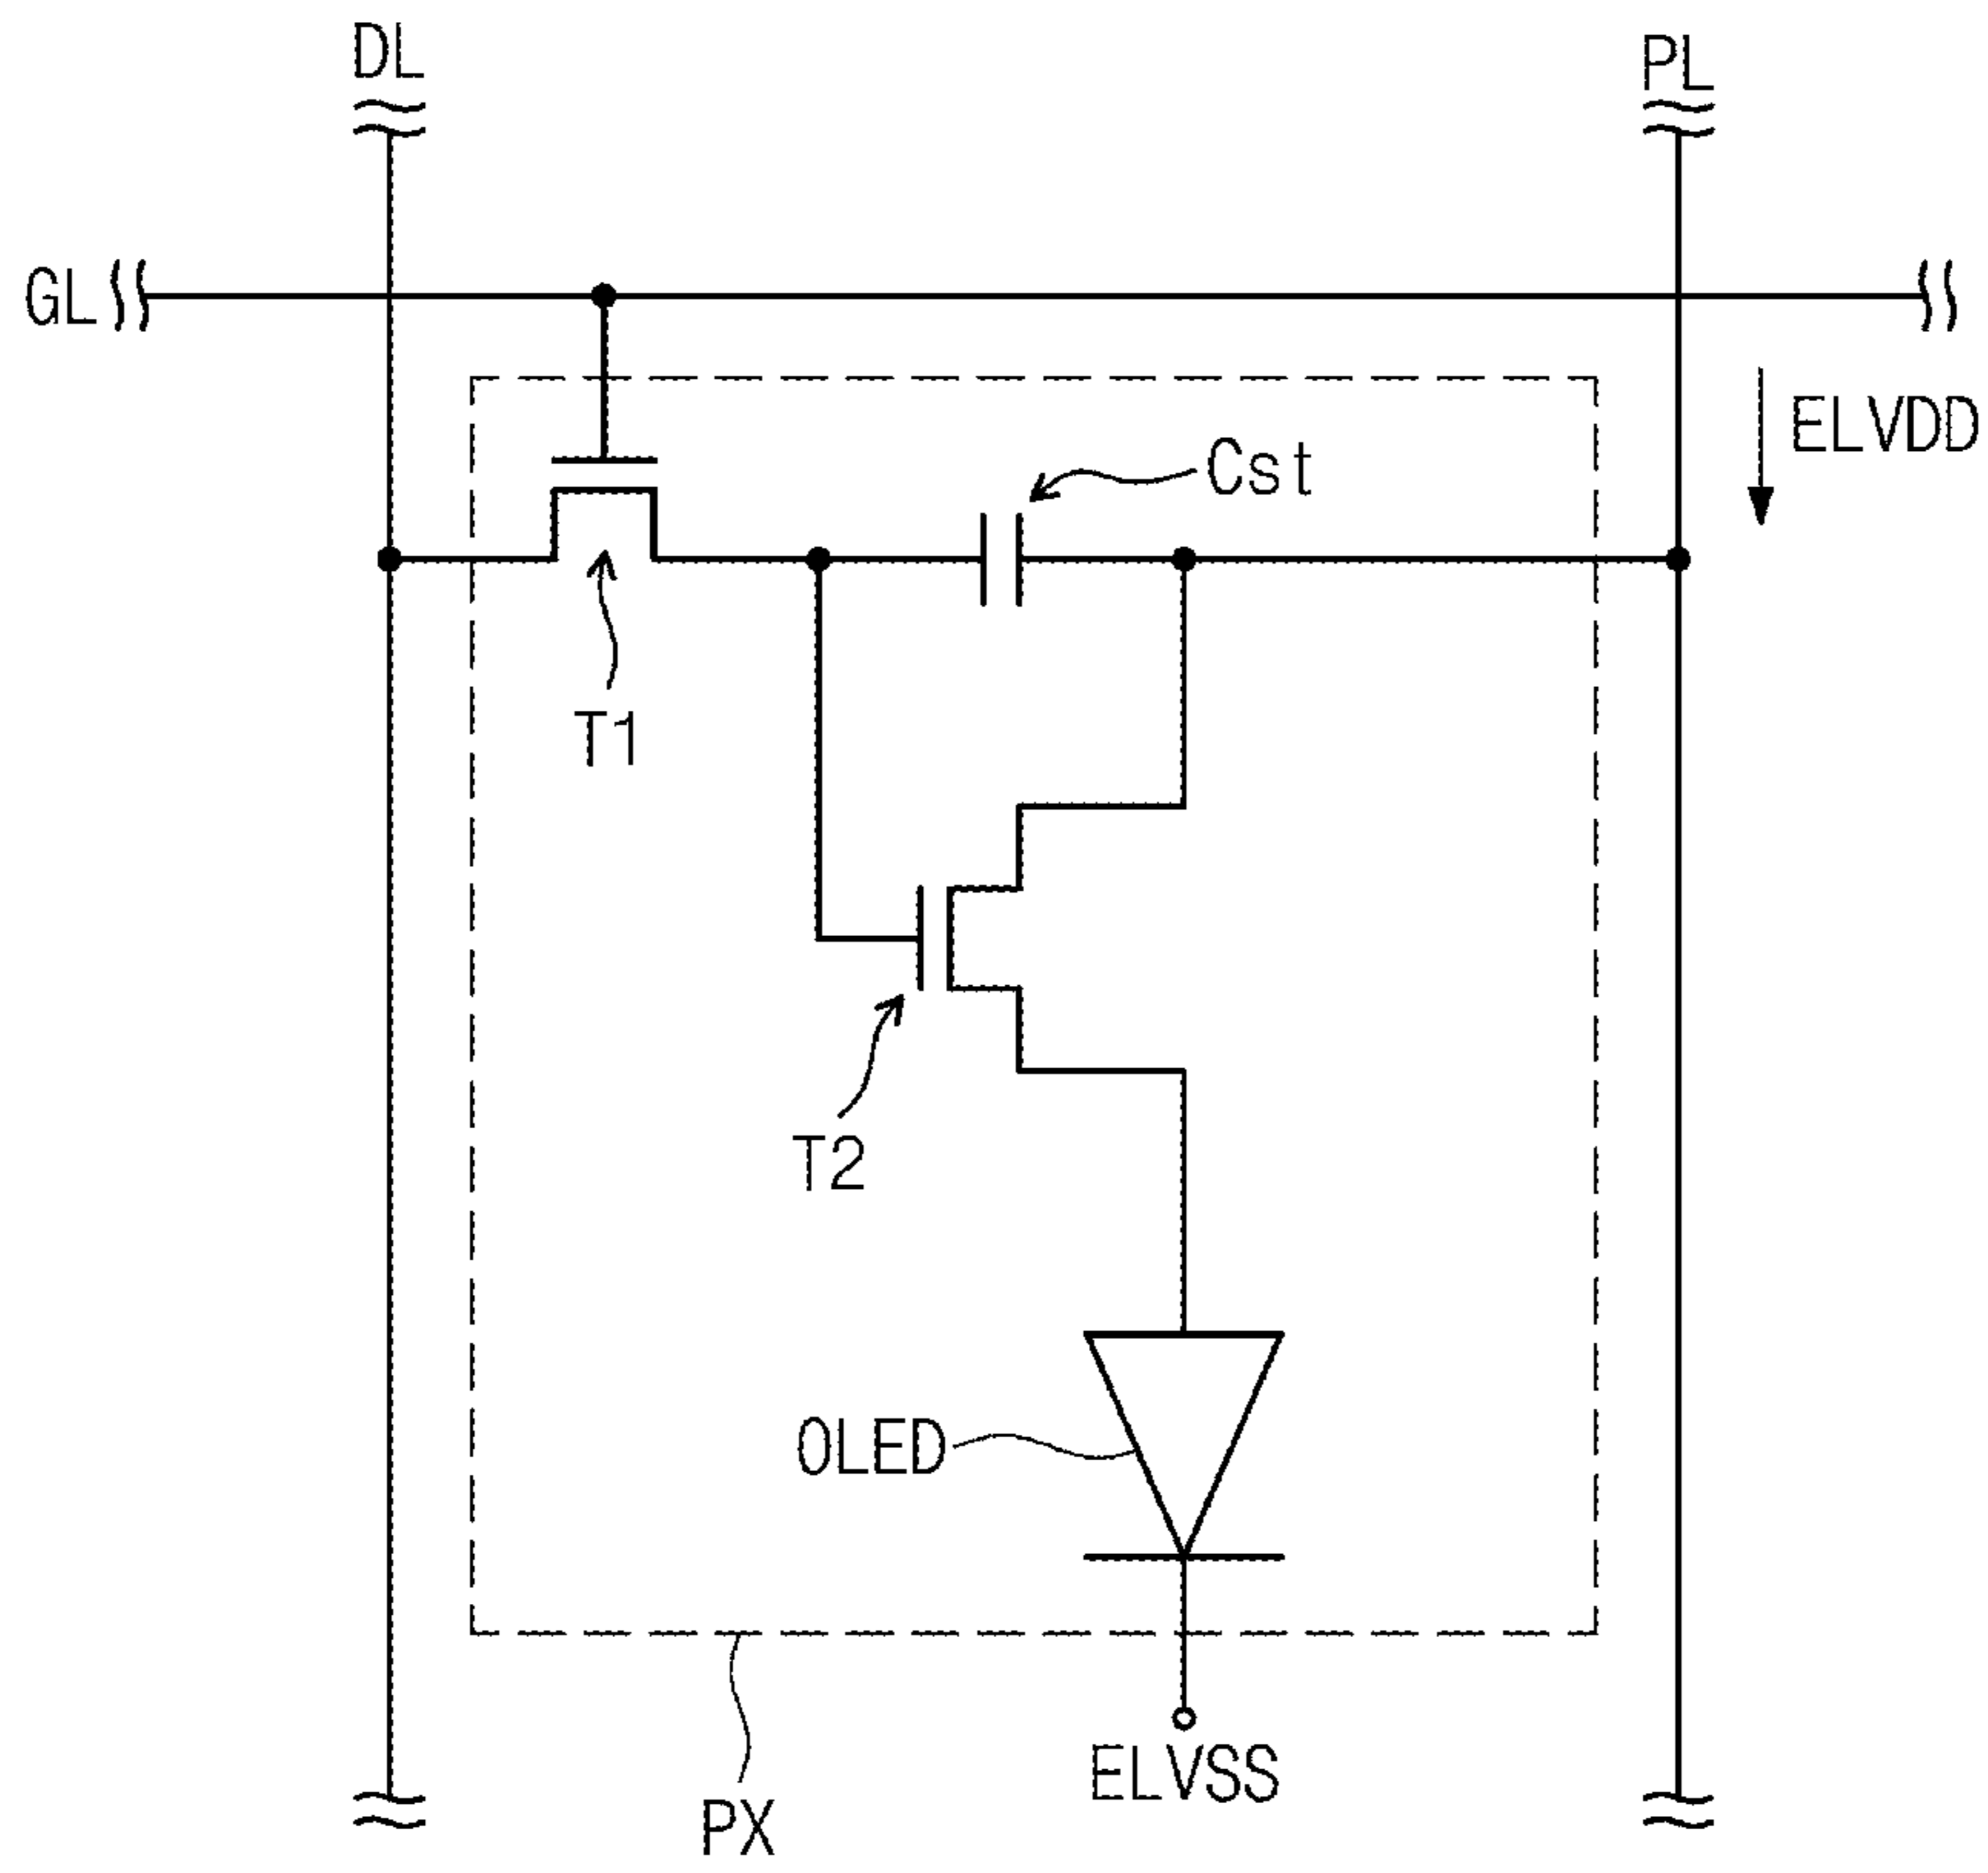 DL
PL
GL
ELVDD
Cst
T1
T2
OLED
ELVSS
PX